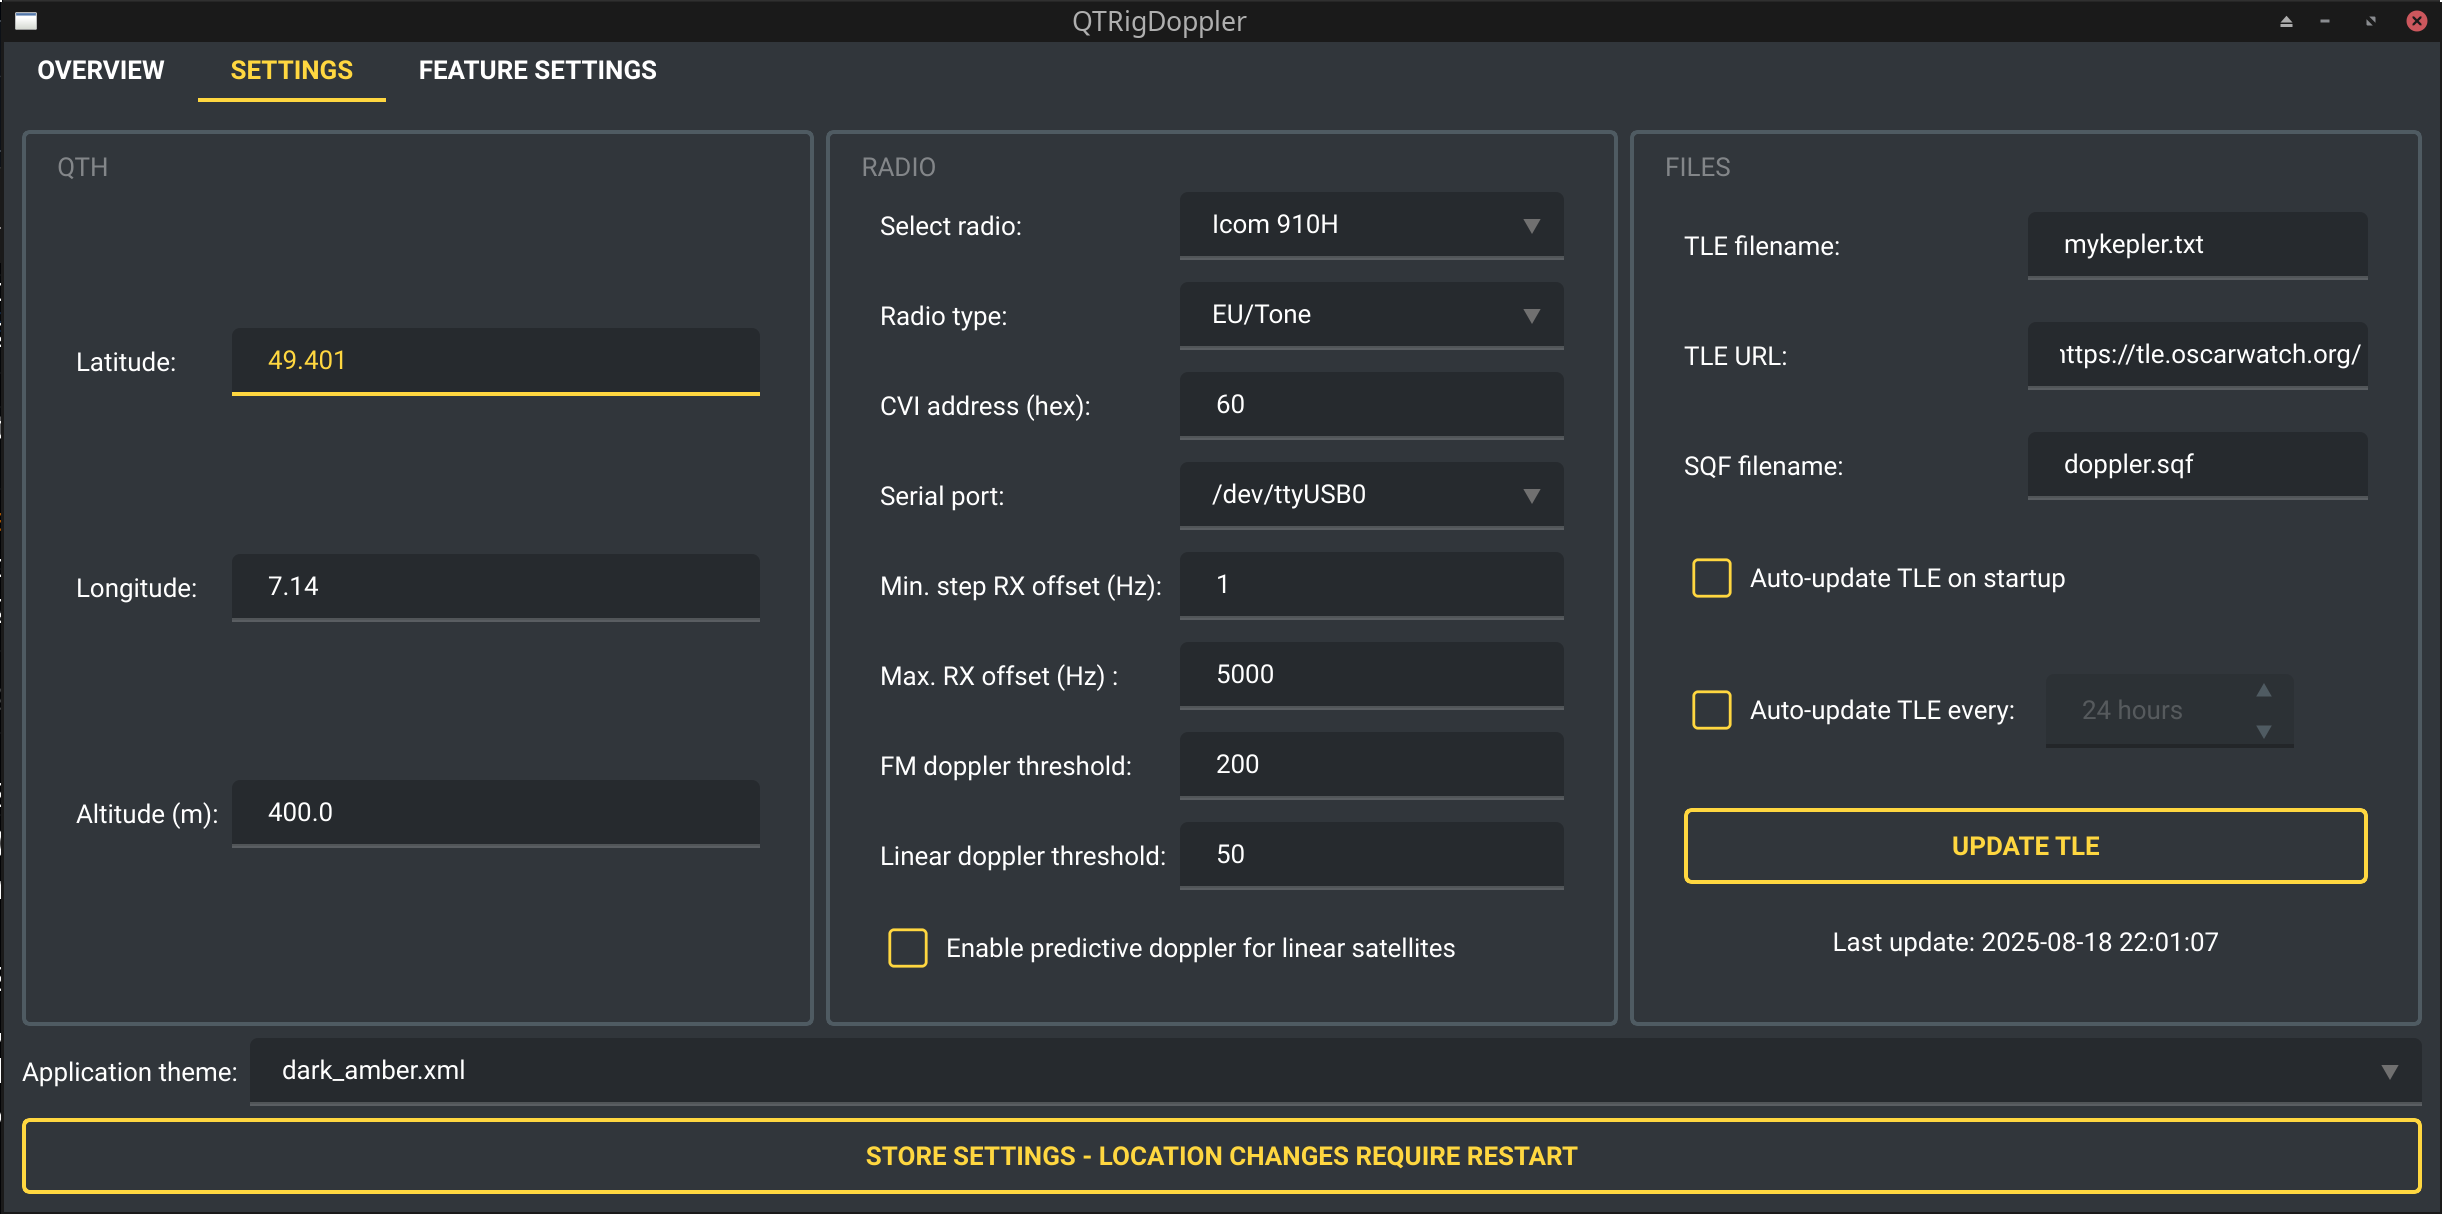 QTRigDoppler
OVERVIEW SETTINGS FEATURE SETTINGS
QTH
Latitude: 49.401
Longitude: 7.14
Altitude (m): 400.0
RADIO
Select radio: Icom 910H
Radio type: EU/Tone
CVI address (hex): 60
Serial port: /dev/ttyUSB0
Min. step RX offset (Hz): 1
Max. RX offset (Hz) : 5000
FM doppler threshold: 200
Linear doppler threshold: 50
Enable predictive doppler for linear satellites
FILES
TLE filename: mykepler.txt
TLE URL: https://tle.oscarwatch.org/
SQF filename: doppler.sqf
Auto-update TLE on startup
Auto-update TLE every: 24 hours
UPDATE TLE
Last update: 2025-08-18 22:01:07
Application theme: dark_amber.xml
STORE SETTINGS - LOCATION CHANGES REQUIRE RESTART